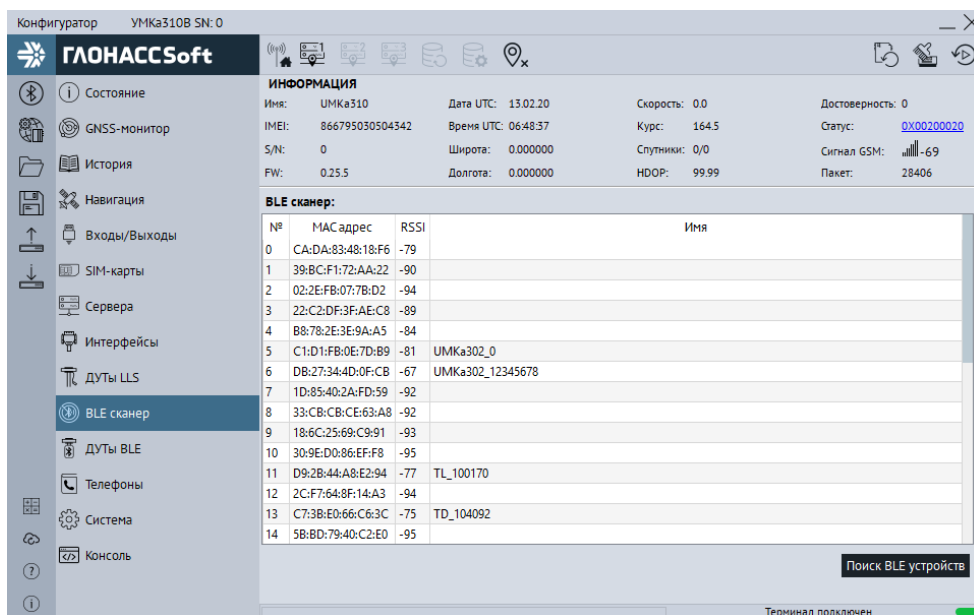 Конфигуратор УМКа310В SN: 0
ГЛОНАССSoft
Состояние
GNSS-монитор
История
Навигация
Входы/Выходы
SIM-карты
Сервера
Интерфейсы
ДУТы LLS
BLE сканер
ДУТы BLE
Телефоны
Система
Консоль
1 2 3
ИНФОРМАЦИЯ
Имя: UMKa310 Дата UTC: 13.02.20 Скорость: 0.0 Достоверность: 0
IMEI: 866795030504342 Время UTC: 06:48:37 Курс: 164.5 Статус: 0X00200020
S/N: 0 Широта: 0.000000 Спутники: 0/0 Сигнал GSM: -69
FW: 0.25.5 Долгота: 0.000000 HDOP: 99.99 Пакет: 28406
BLE сканер:
№ MAC адрес RSSI Имя
0 CA:DA:83:48:18:F6 -79
1 39:BC:F1:72:AA:22 -90
2 02:2E:FB:07:7B:D2 -94
3 22:C2:DF:3F:AE:C8 -89
4 B8:78:2E:3E:9A:A5 -84
5 C1:D1:FB:0E:7D:B9 -81 UMKa302_0
6 DB:27:34:4D:0F:CB -67 UMKa302_12345678
7 1D:85:40:2A:FD:59 -92
8 33:CB:CB:CE:63:A8 -92
9 18:6C:25:69:C9:91 -93
10 30:9E:D0:86:EF:F8 -95
11 D9:2B:44:A8:E2:94 -77 TL_100170
12 2C:F7:64:8F:14:A3 -94
13 C7:3B:E0:66:C6:3C -75 TD_104092
14 5B:BD:79:40:C2:E0 -95
Поиск BLE устройств
Терминал подключен